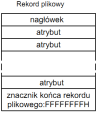 Rekord plikowy
nagłówek
atrybut
atrybut
atrybut
znacznik końca rekordu
plikowego:FFFFFFFFH